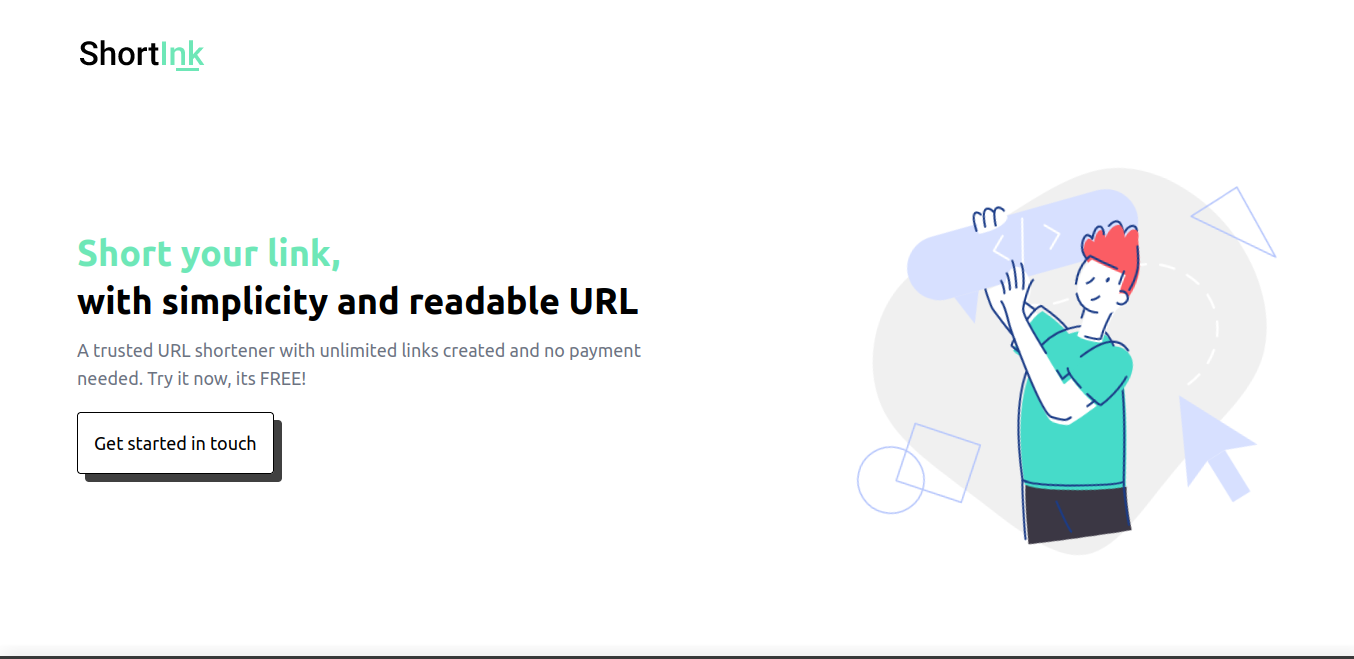 ShortInk
Short your link,
with simplicity and readable URL
A trusted URL shortener with unlimited links created and no payment
needed. Try it now, its FREE!
Get started in touch